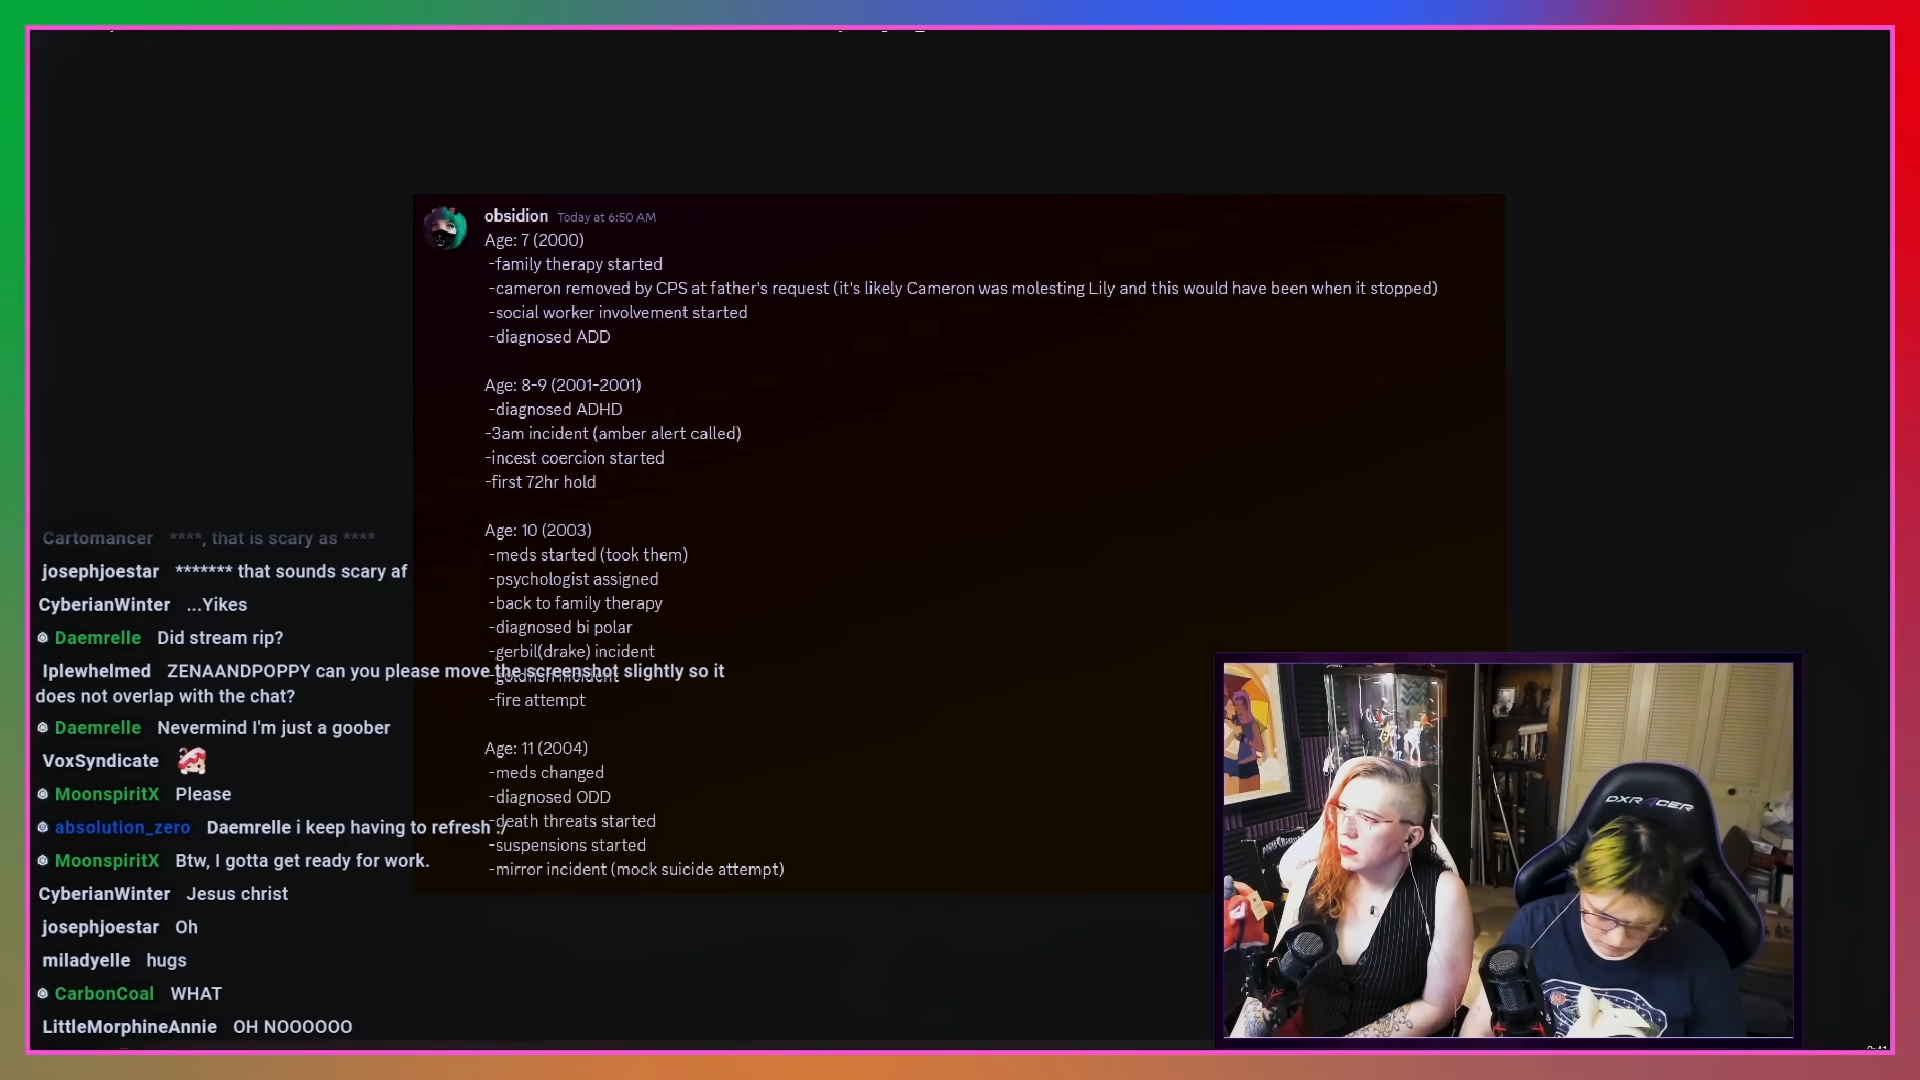 obsidion Today at 6:50 AM
Age: 7 (2000)
-family therapy started
-cameron removed by CPS at father's request (it's likely Cameron was molesting Lily and this would have been when it stopped)
-social worker involvement started
-diagnosed ADD
Age: 8-9 (2001-2001)
-diagnosed ADHD
-3am incident (amber alert called)
-incest coercion started
-first 72hr hold
Age: 10 (2003)
-meds started (took them)
-psychologist assigned
-back to family therapy
-diagnosed bi polar
-gerbil(drake) incident
-goldfish incident
-fire attempt
Age: 11 (2004)
-meds changed
-diagnosed ODD
-death threats started
-suspensions started
-mirror incident (mock suicide attempt)
Cartomancer ****, that is scary as ****
josephjoestar ******* that sounds scary af
CyberianWinter ...Yikes
Daemrelle Did stream rip?
Iplewhelmed ZENAANDPOPPY can you please move the screenshot slightly so it
does not overlap with the chat?
Daemrelle Nevermind I'm just a goober
VoxSyndicate
MoonspiritX Please
absolution_zero Daemrelle i keep having to refresh :/
MoonspiritX Btw, I gotta get ready for work.
CyberianWinter Jesus christ
josephjoestar Oh
miladyelle hugs
CarbonCoal WHAT
LittleMorphineAnnie OH NOOOOOO
DXRACER